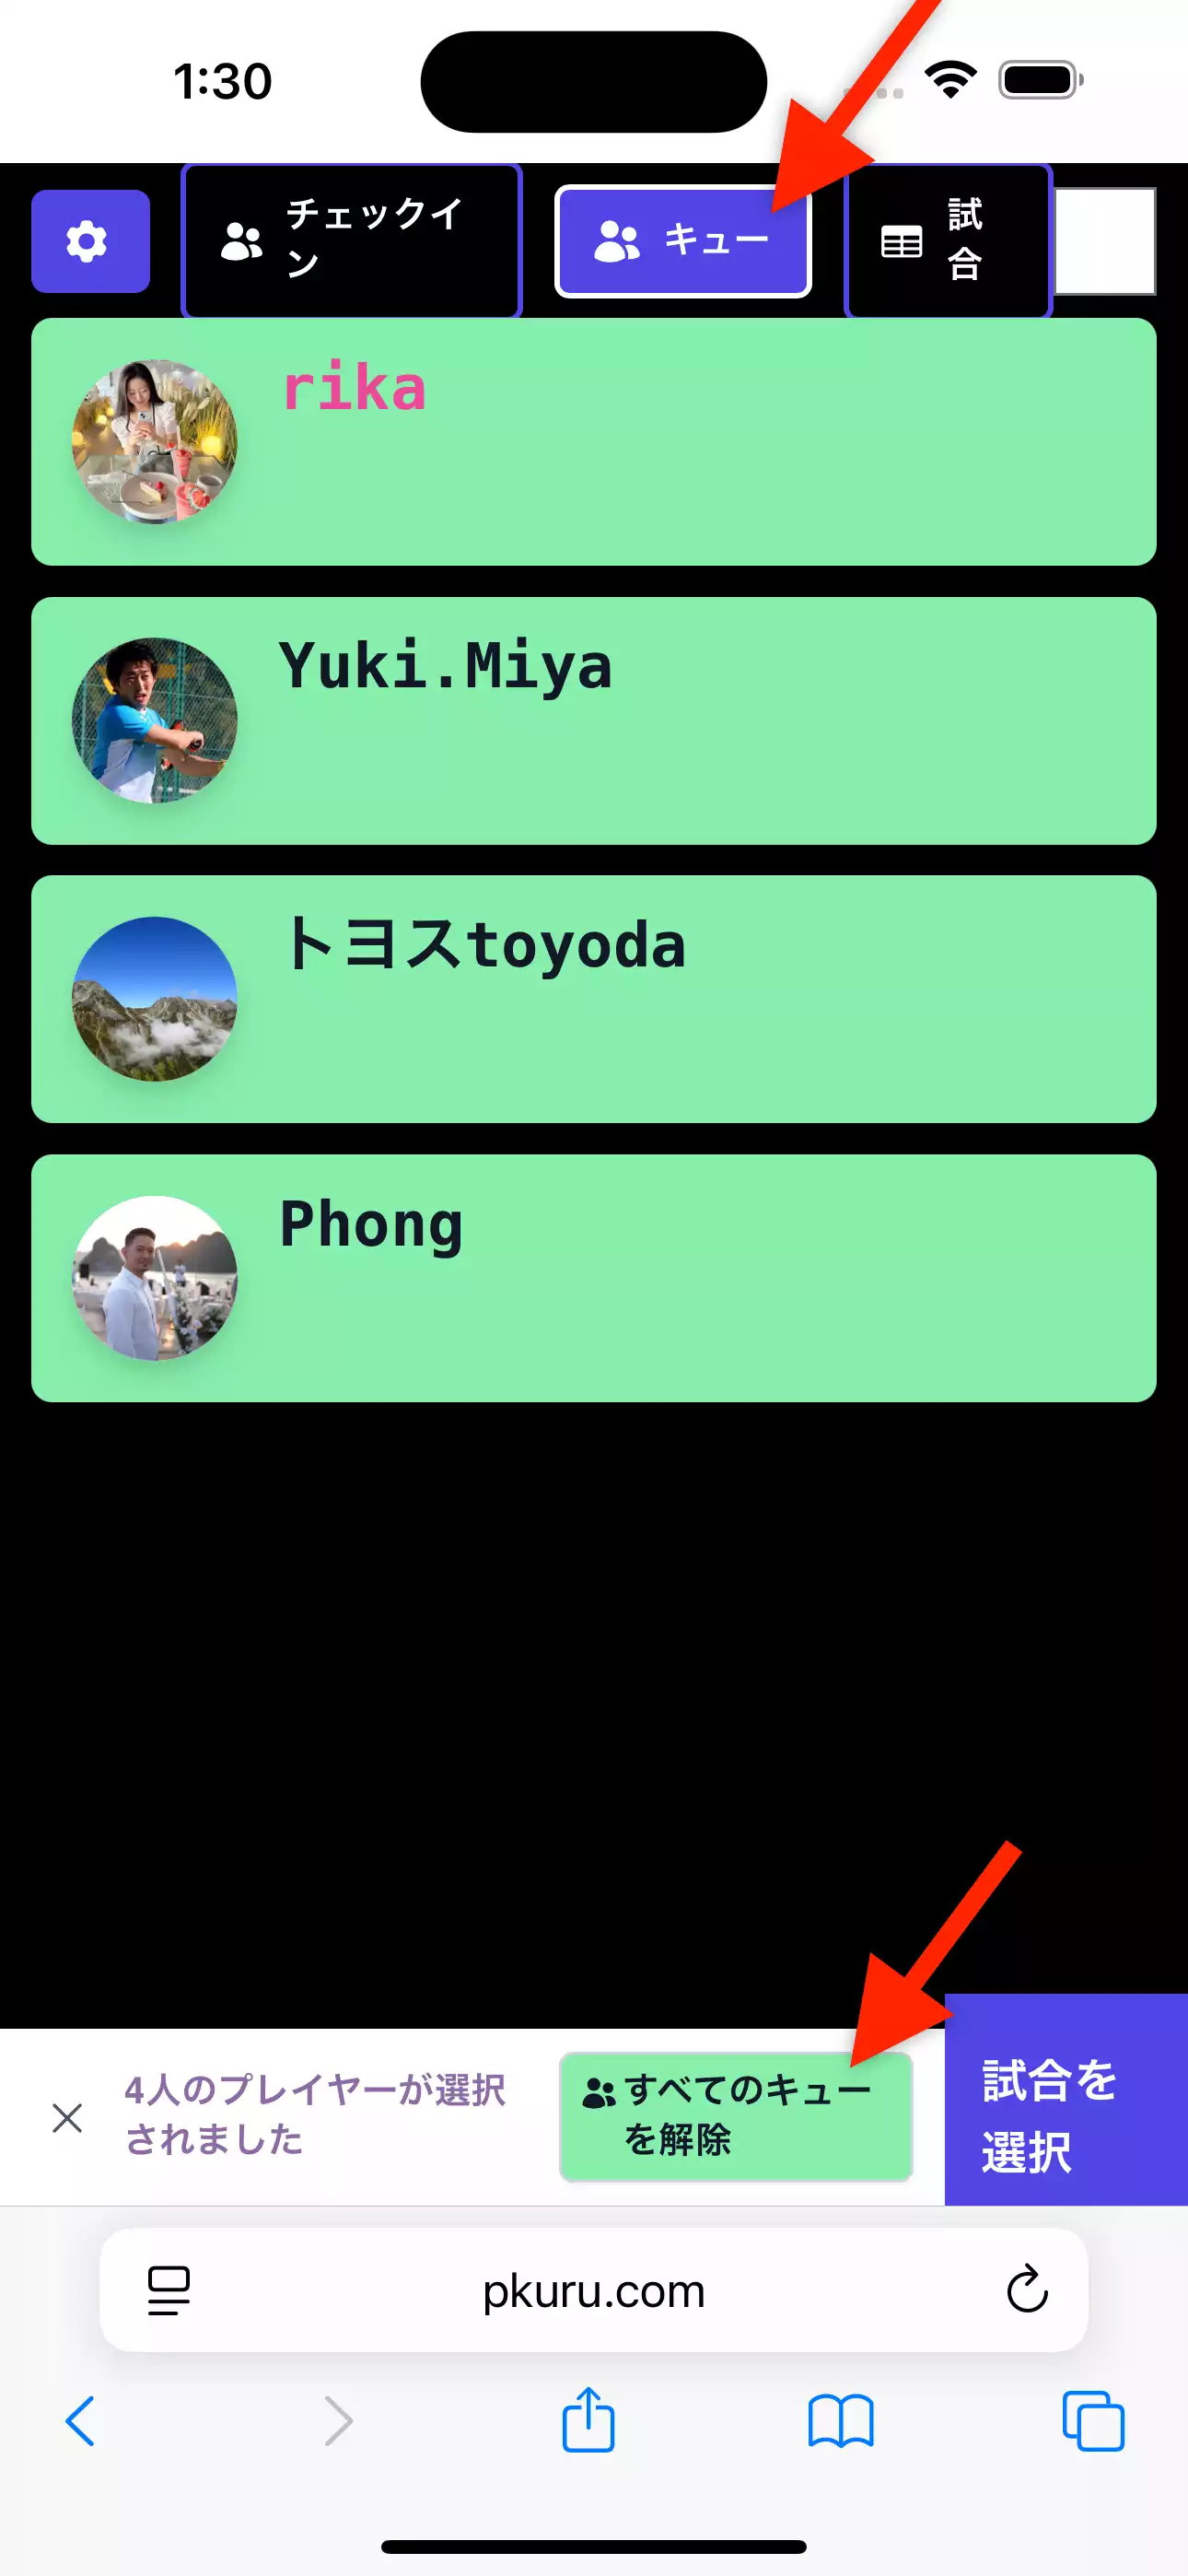 1:30
チェックイ
ン
キュー
試
合
rika
Yuki.Miya
トヨスtoyoda
Phong
4人のプレイヤーが選択
されました
すべてのキュー
を解除
試合を
選択
pkuru.com